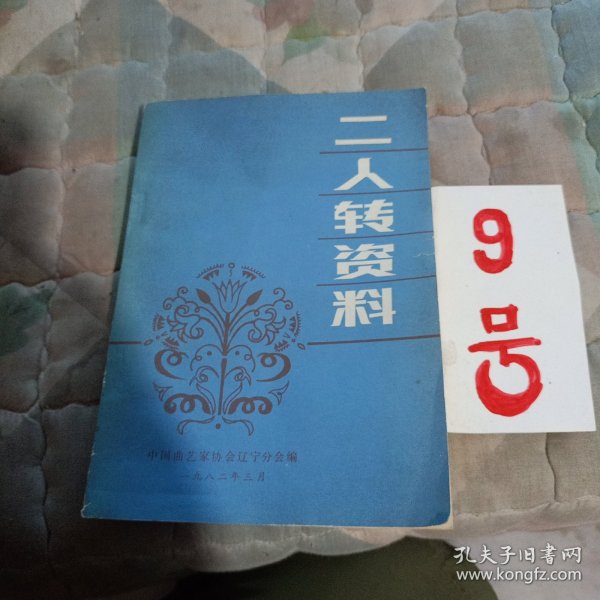 二人转资料
中国曲艺家协会辽宁分会编
一九八二年三月
9号
孔夫子旧书网
www.kongfz.com